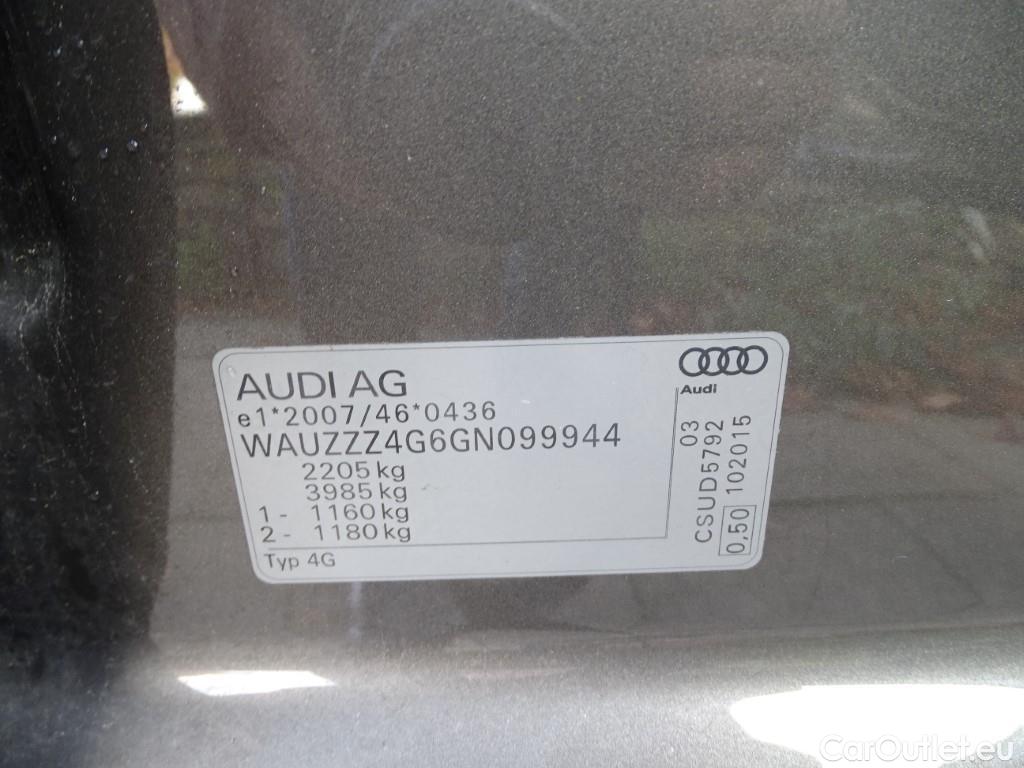 AUDI AG
e1*2007/46*0436
WAUZZZ4G6GN099944
2205 kg
3985 kg
1 - 1160 kg
2 - 1180 kg
Typ 4G
Audi
CSUD5792 03
0,50 102015
CarOutlet.eu